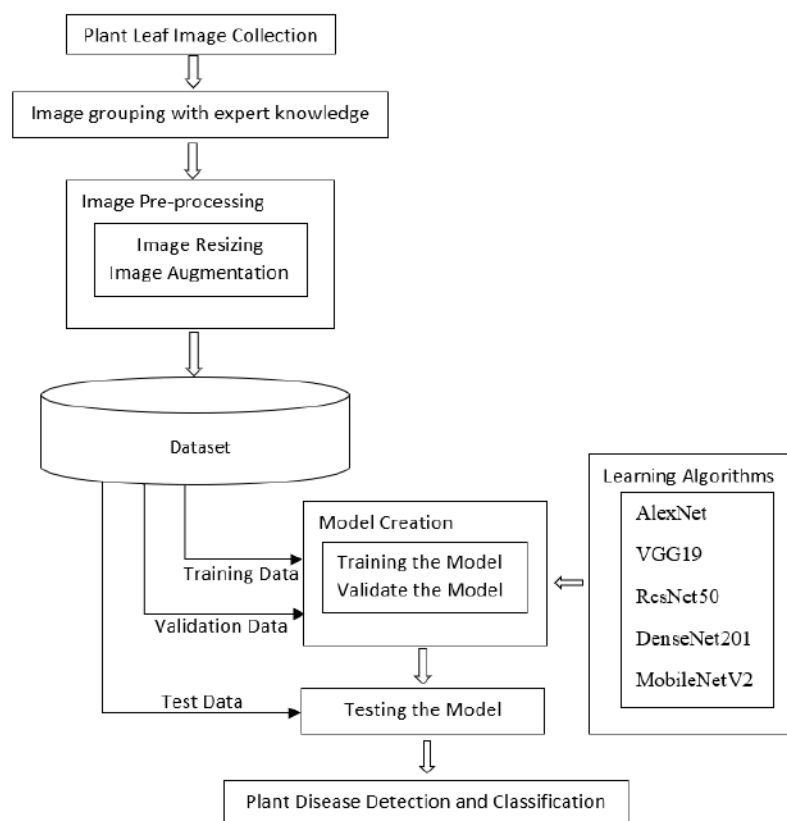 Plant Leaf Image Collection
Image grouping with expert knowledge
Image Pre-processing
Image Resizing
Image Augmentation
Dataset
Learning Algorithms
AlexNet
VGG19
ResNet50
DenseNet201
MobileNetV2
Model Creation
Training the Model
Validate the Model
Training Data
Validation Data
Test Data
Testing the Model
Plant Disease Detection and Classification